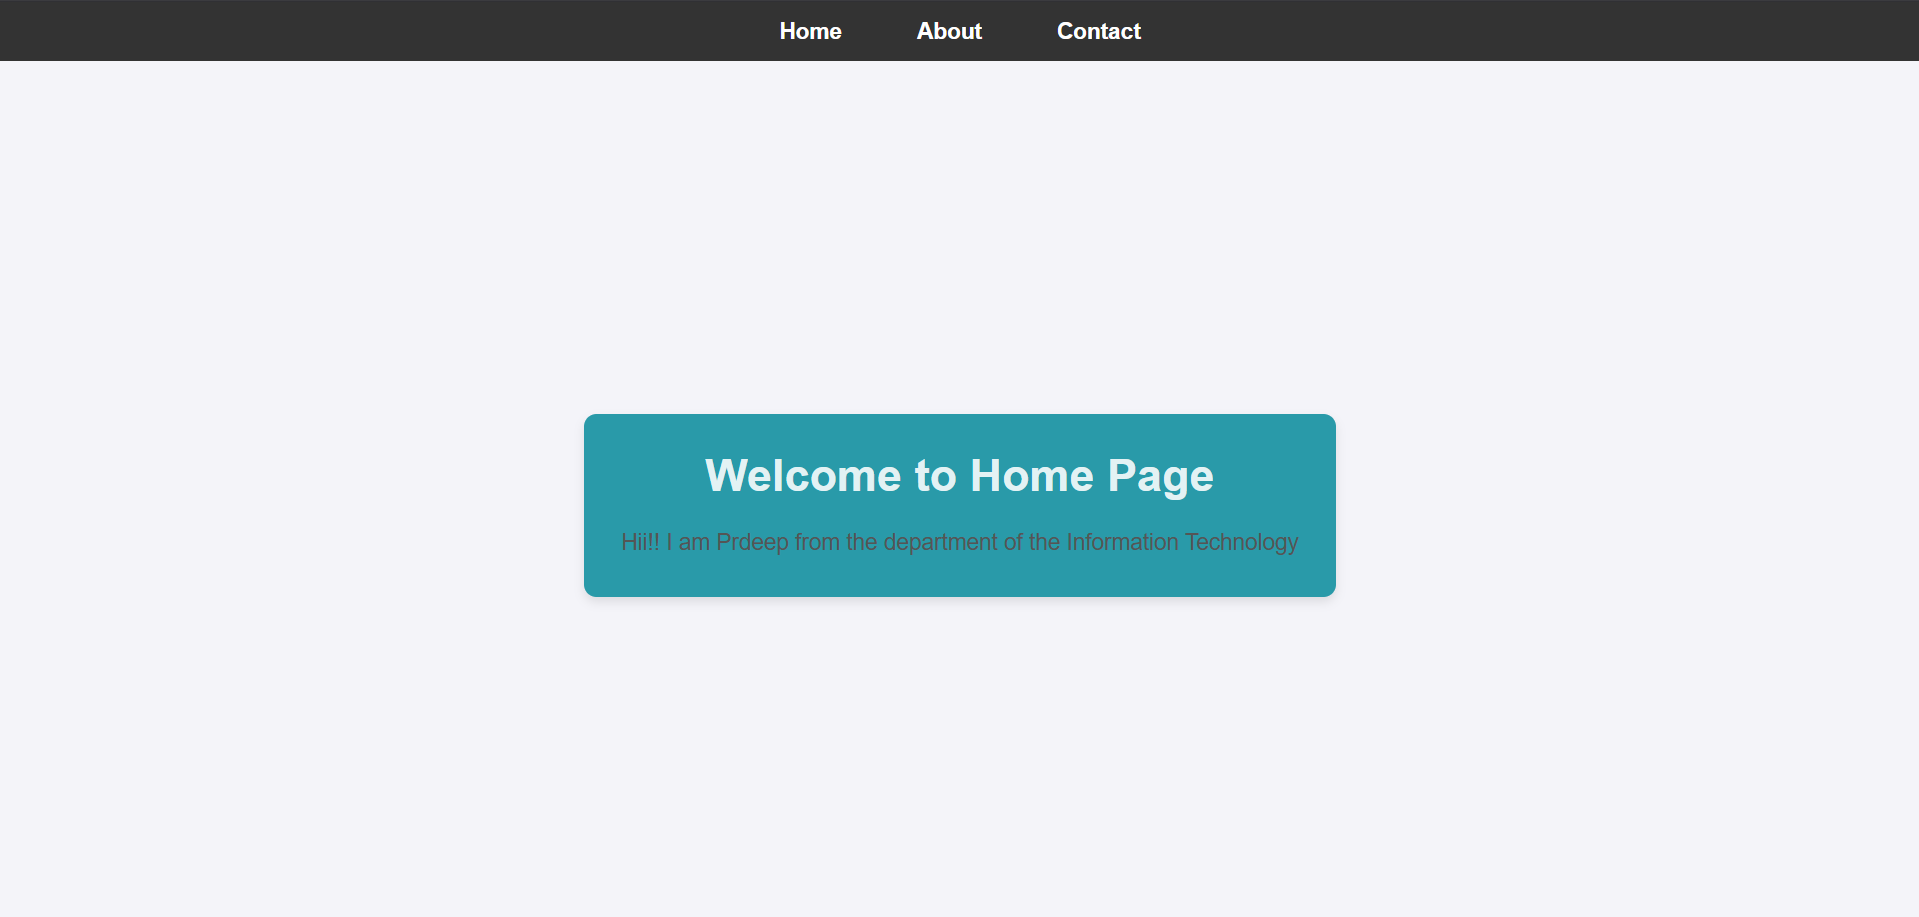 Home About Contact
Welcome to Home Page
Hii!! I am Prdeep from the department of the Information Technology